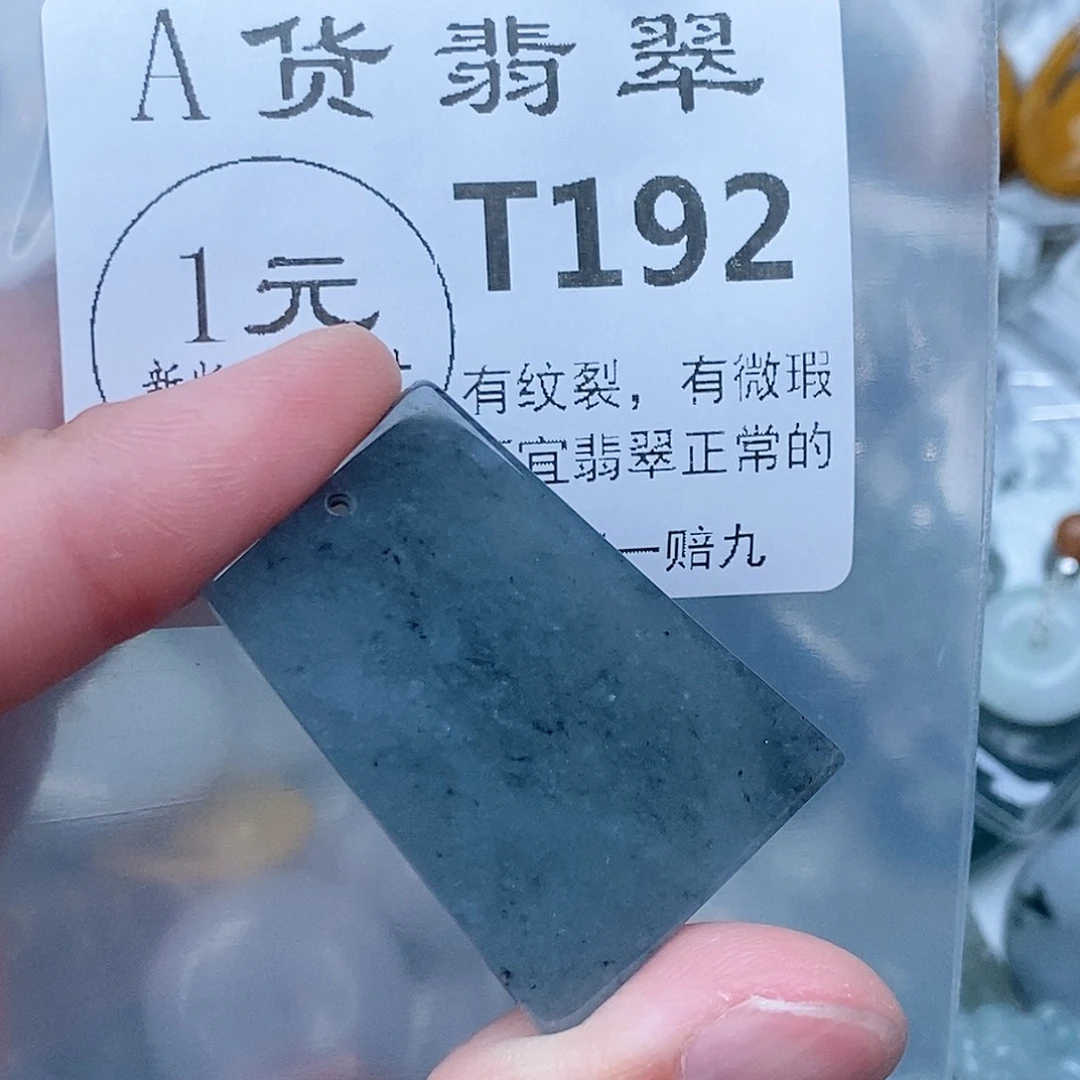 A货翡翠
T192
1元
有纹裂，有微瑕
宜翡翠正常的
一赔九